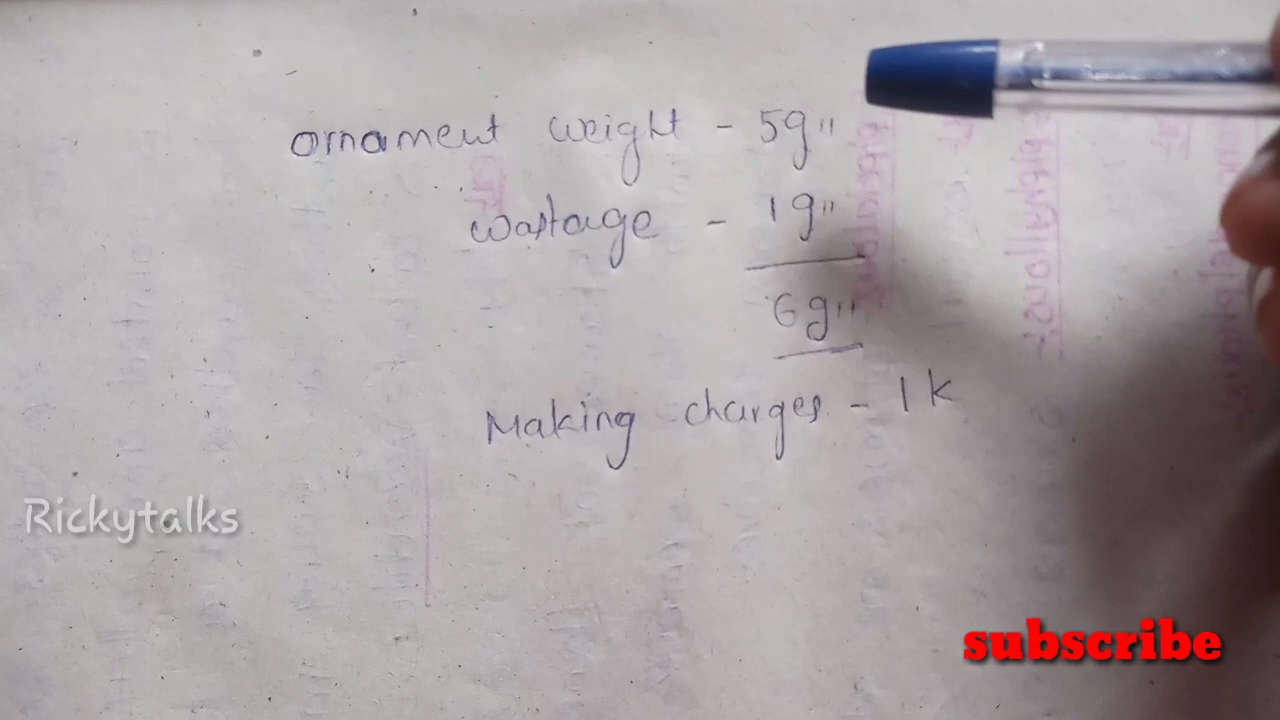 ornament weight - 5g"
wastage - 1g"
6g"
Making charges - 1k
Rickytalks
subscribe